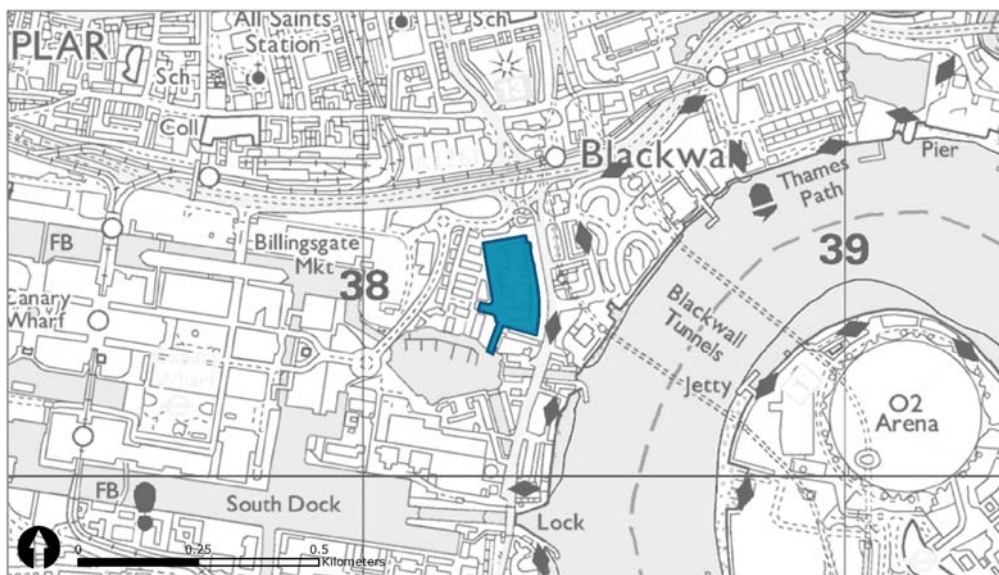 All Saints
Station
Sch
PLAR
Sch
13
Coll
Blackwall
Pier
Thames
Path
FB
Billingsgate
Mkt
38
39
Canary
Wharf
Blackwall
Tunnels
Jetty
O2
Arena
FB
South Dock
Lock
0
0.25
0.5
Kilometers